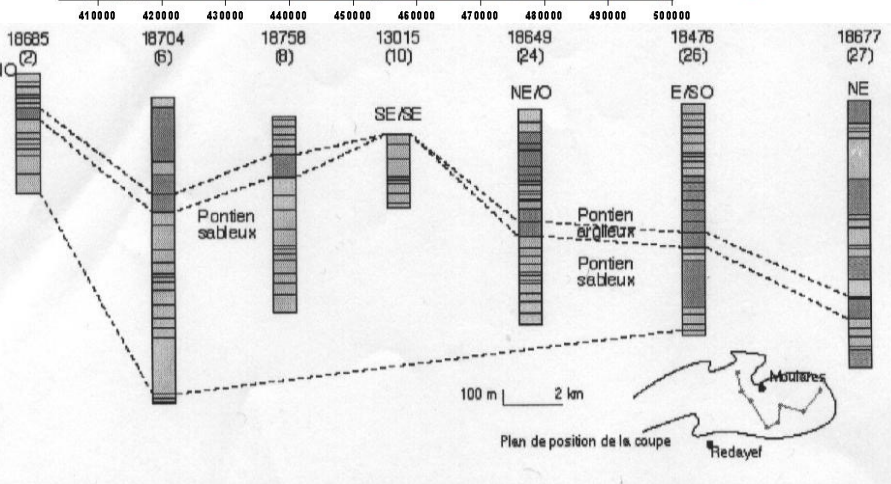 410000 420000 430000 440000 450000 460000 470000 480000 490000 500000
18685 18704 18758 13015 18649 18476 18677
(2) (6) (8) (10) (24) (26) (27)
NE/O E/SO NE
SE/SE
Pontien
sableux
Pontien
argileux
Pontien
sableux
100 m 2 km
Moulares
Plan de position de la coupe
Redayef